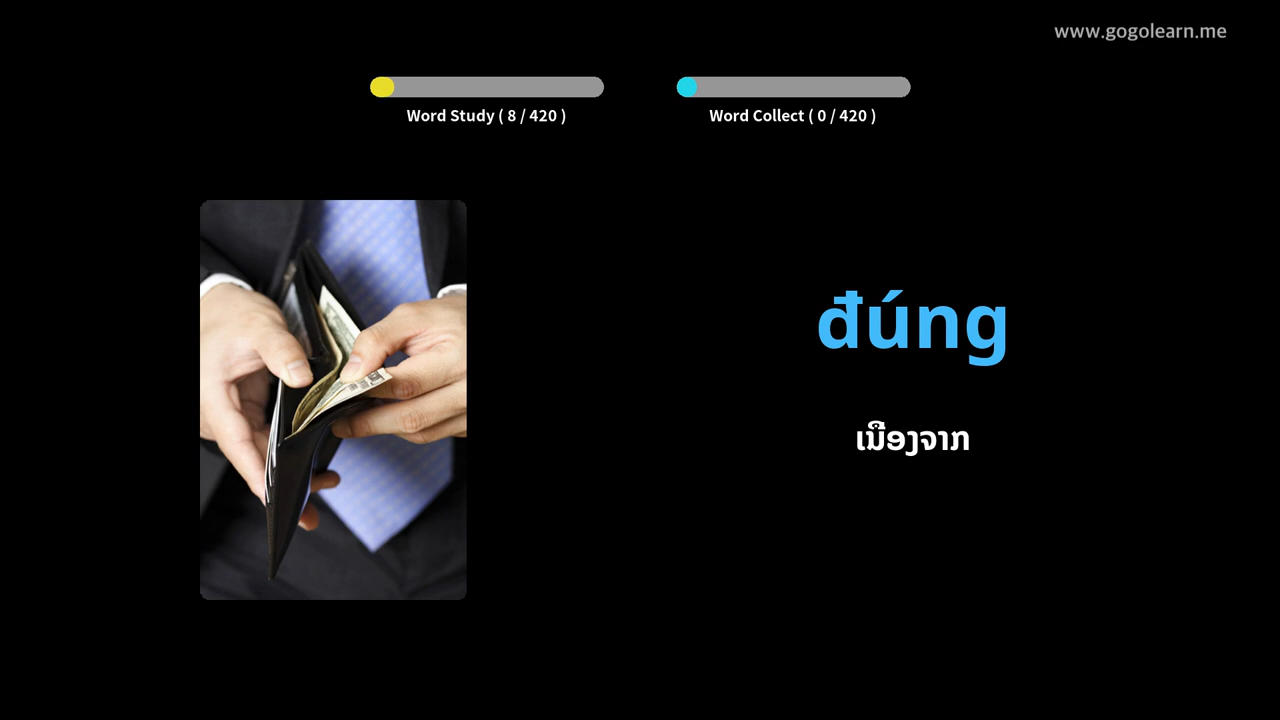 www.gogolearn.me
Word Study ( 8 / 420 )
Word Collect ( 0 / 420 )
đúng
ເນື່ອງຈາກ